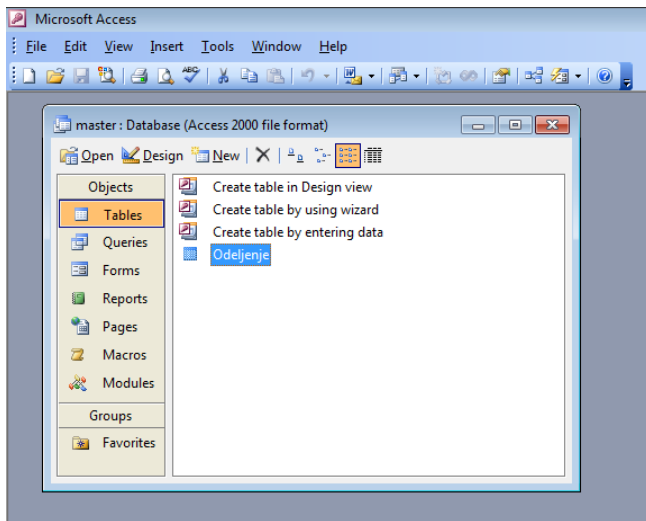 Microsoft Access
File Edit View Insert Tools Window Help
ABC
master : Database (Access 2000 file format)
Open Design New
Objects
Tables
Queries
Forms
Reports
Pages
Macros
Modules
Groups
Favorites
Create table in Design view
Create table by using wizard
Create table by entering data
Odeljenje